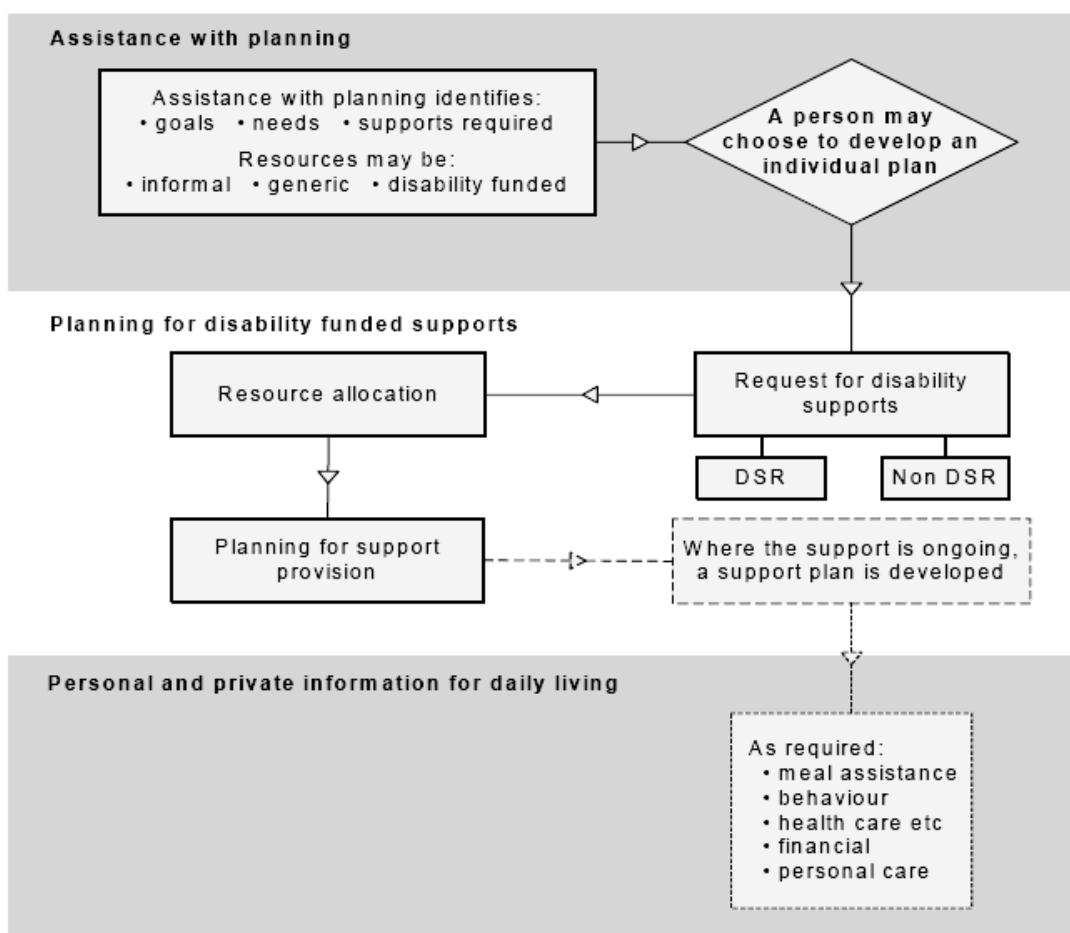 Assistance with planning
Assistance with planning identifies:
• goals • needs • supports required
Resources may be:
• informal • generic • disability funded
A person may
choose to develop an
individual plan
Planning for disability funded supports
Resource allocation
Request for disability
supports
DSR
Non DSR
Planning for support
provision
Where the support is ongoing,
a support plan is developed
Personal and private information for daily living
As required:
• meal assistance
• behaviour
• health care etc
• financial
• personal care